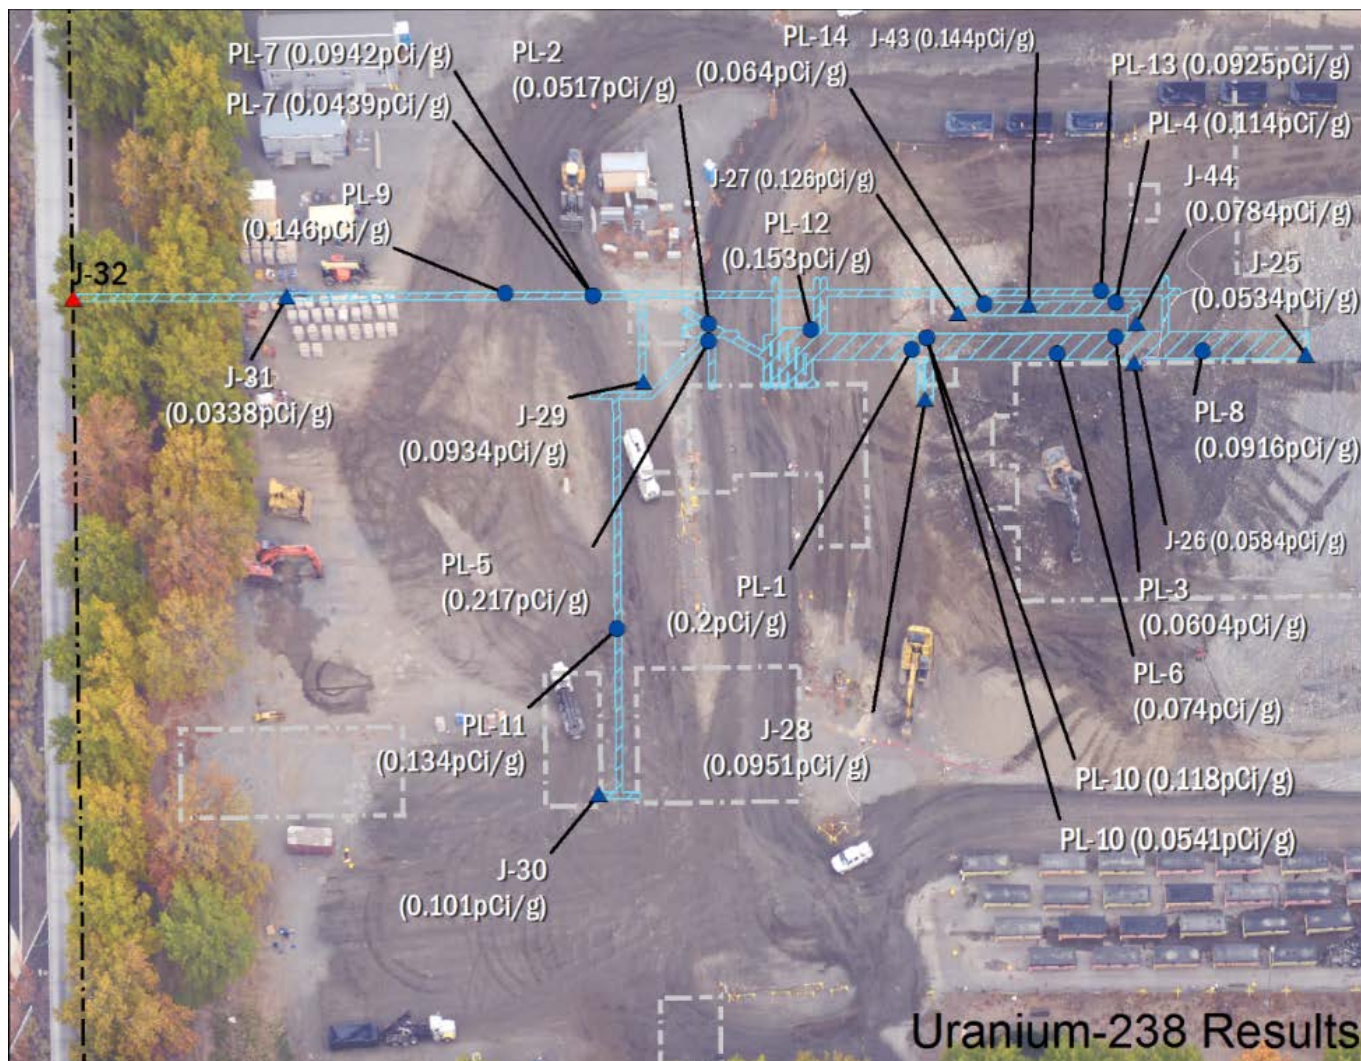 PL-7 (0.0942pCi/g)
PL-7 (0.0439pCi/g)
PL-2
(0.0517pCi/g)
PL-14
(0.064pCi/g)
J-43 (0.144pCi/g)
PL-13 (0.0925pCi/g)
PL-4 (0.114pCi/g)
J-27 (0.126pCi/g)
J-44
(0.0784pCi/g)
PL-9
(0.146pCi/g)
PL-12
(0.153pCi/g)
J-25
(0.0534pCi/g)
J-32
J-31
(0.0338pCi/g)
J-29
(0.0934pCi/g)
PL-8
(0.0916pCi/g)
J-26 (0.0584pCi/g)
PL-5
(0.217pCi/g)
PL-1
(0.2pCi/g)
PL-3
(0.0604pCi/g)
PL-6
(0.074pCi/g)
PL-11
(0.134pCi/g)
J-28
(0.0951pCi/g)
PL-10 (0.118pCi/g)
PL-10 (0.0541pCi/g)
J-30
(0.101pCi/g)
Uranium-238 Results